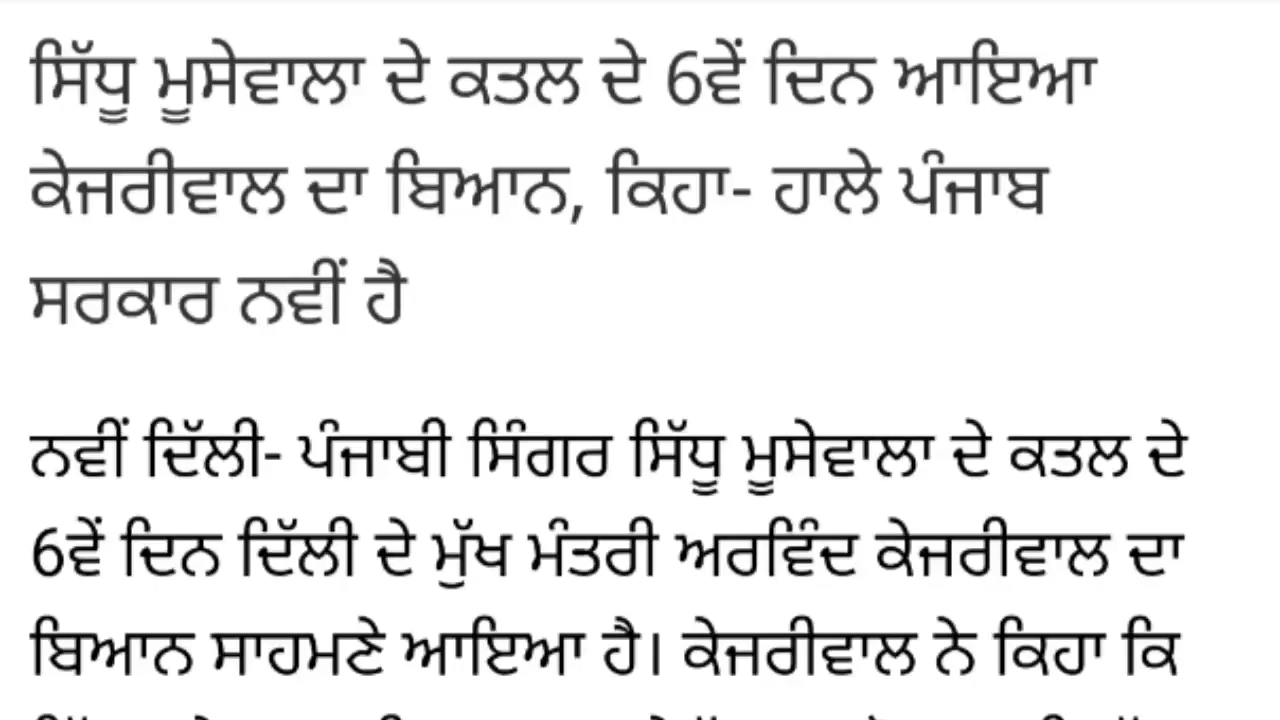 ਸਿੱਧੂ ਮੂਸੇਵਾਲਾ ਦੇ ਕਤਲ ਦੇ 6ਵੇਂ ਦਿਨ ਆਇਆ
ਕੇਜਰੀਵਾਲ ਦਾ ਬਿਆਨ, ਕਿਹਾ- ਹਾਲੇ ਪੰਜਾਬ
ਸਰਕਾਰ ਨਵੀਂ ਹੈ
ਨਵੀਂ ਦਿੱਲੀ- ਪੰਜਾਬੀ ਸਿੰਗਰ ਸਿੱਧੂ ਮੂਸੇਵਾਲਾ ਦੇ ਕਤਲ ਦੇ
6ਵੇਂ ਦਿਨ ਦਿੱਲੀ ਦੇ ਮੁੱਖ ਮੰਤਰੀ ਅਰਵਿੰਦ ਕੇਜਰੀਵਾਲ ਦਾ
ਬਿਆਨ ਸਾਹਮਣੇ ਆਇਆ ਹੈ। ਕੇਜਰੀਵਾਲ ਨੇ ਕਿਹਾ ਕਿ